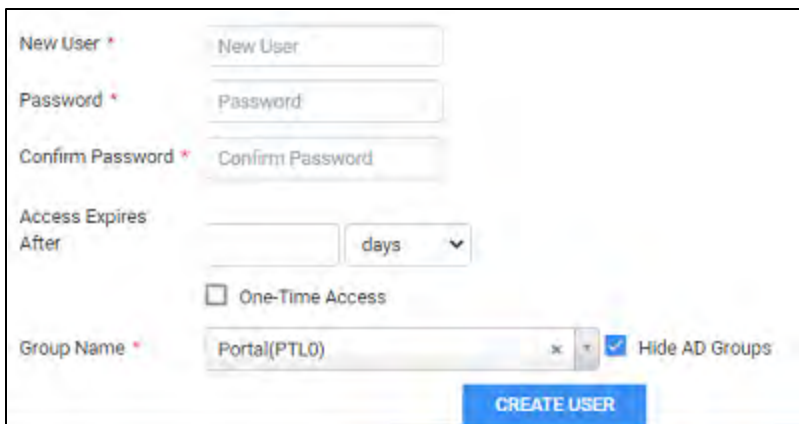 New User * New User
Password * Password
Confirm Password * Confirm Password
Access Expires
After days
One-Time Access
Group Name * Portal(PTL0) × Hide AD Groups
CREATE USER